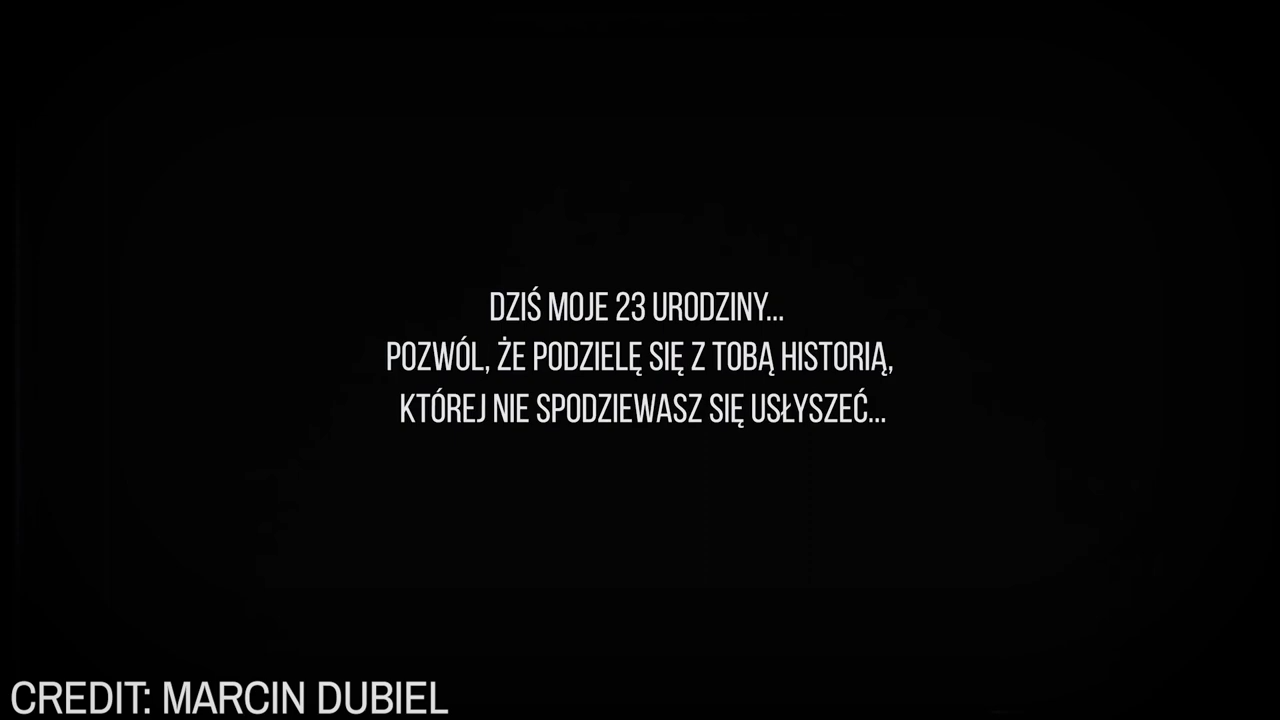 DZIŚ MOJE 23 URODZINY...
POZWÓL, ŻE PODZIELĘ SIĘ Z TOBĄ HISTORIĄ,
KTÓREJ NIE SPODZIEWASZ SIĘ USŁYSZEĆ...
CREDIT: MARCIN DUBIEL